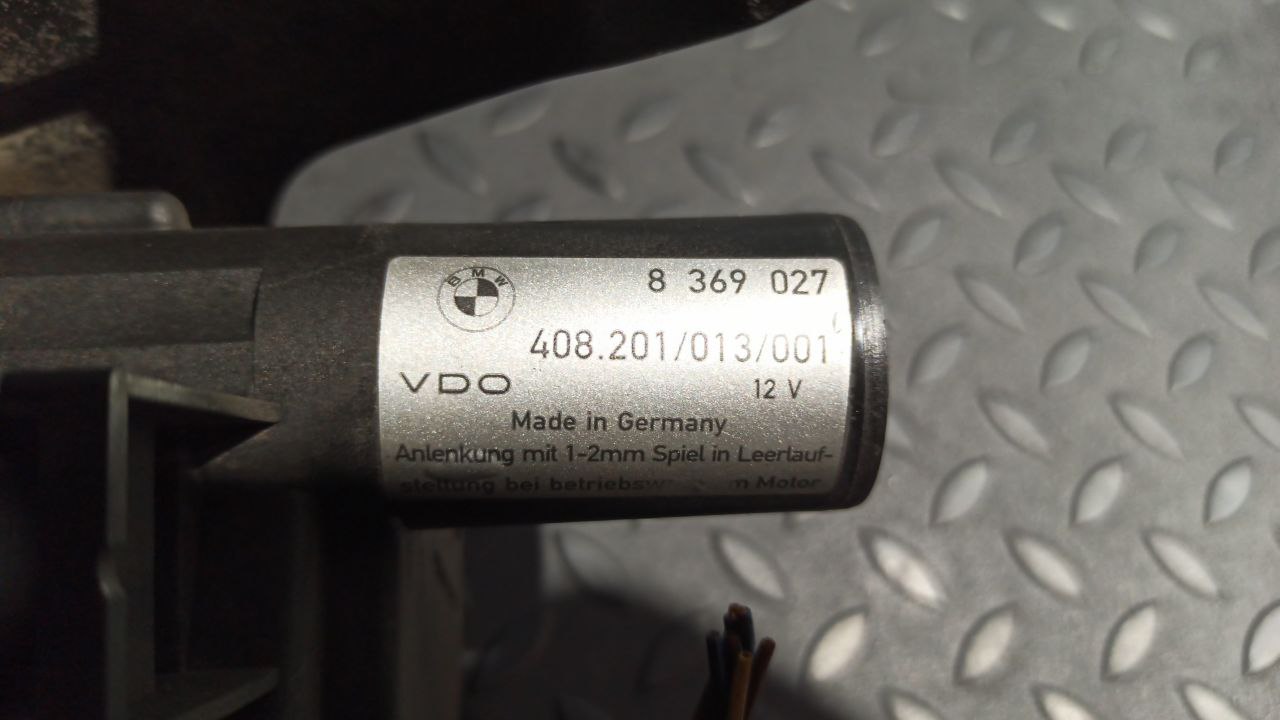 BMW
8 369 027
408.201/013/001
VDO 12 V
Made in Germany
Anlenkung mit 1-2mm Spiel in Leerlauf-
stellung bei Motor